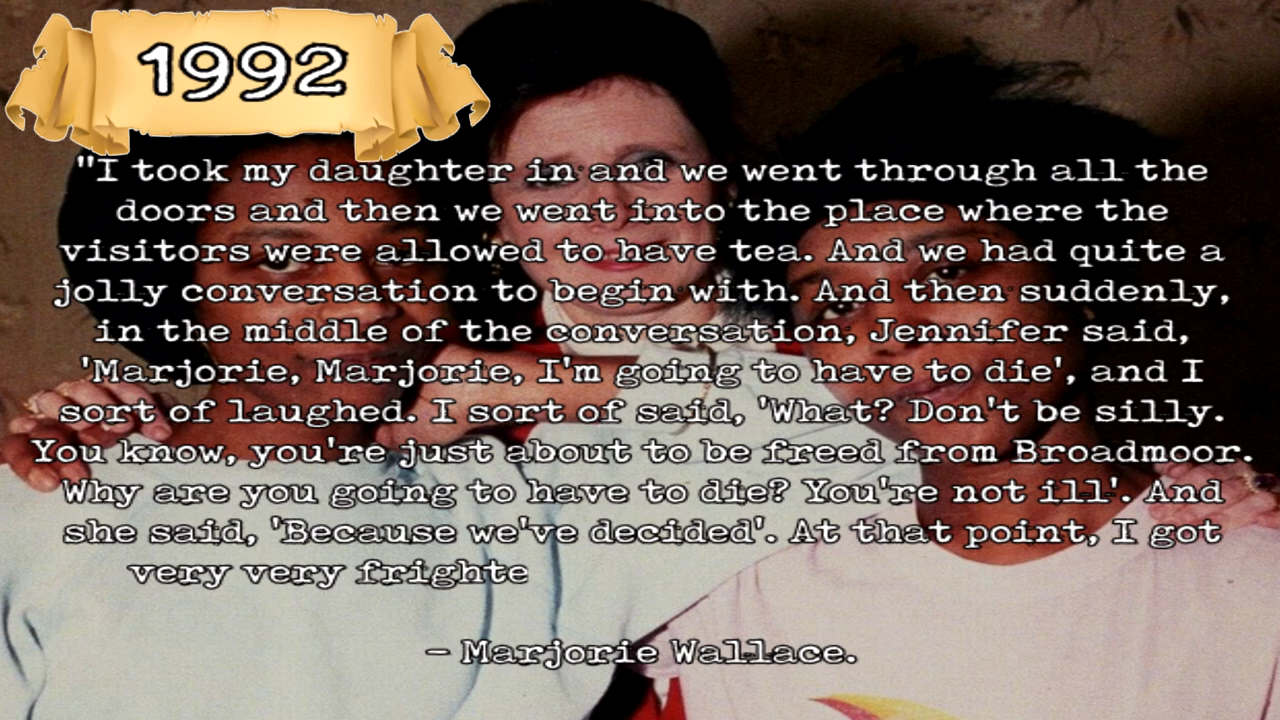 1992
"I took my daughter in and we went through all the
doors and then we went into the place where the
visitors were allowed to have tea. And we had quite a
jolly conversation to begin with. And then suddenly,
in the middle of the conversation, Jennifer said,
'Marjorie, Marjorie, I'm going to have to die', and I
sort of laughed. I sort of said, 'What? Don't be silly.
You know, you're just about to be freed from Broadmoor.
Why are you going to have to die? You're not ill'. And
she said, 'Because we've decided'. At that point, I got
very very frighte
- Marjorie Wallace.